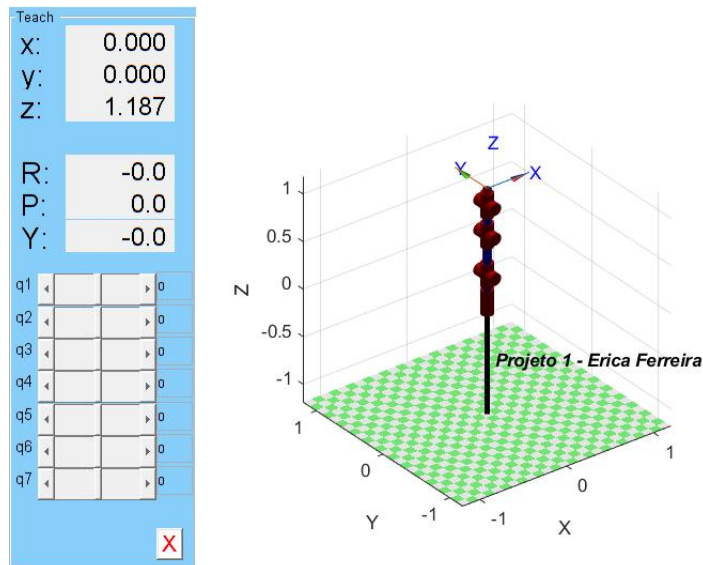 Teach
x: 0.000
y: 0.000
z: 1.187
R: -0.0
P: 0.0
Y: -0.0
q1 0
q2 0
q3 0
q4 0
q5 0
q6 0
q7 0
X
Z
Y
X
1
0.5
0
-0.5
-1
Z
Projeto 1 - Erica Ferreira
1
0
-1
Y
-1
0
1
X